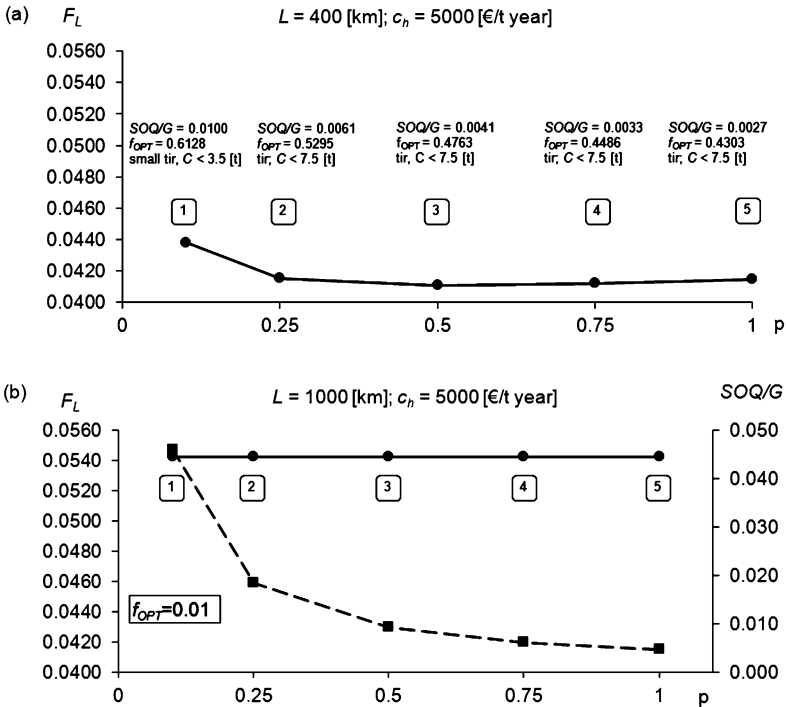 (a)
F_L
L = 400 [km]; c_h = 5000 [€/t year]
0.0560
0.0540
0.0520
0.0500
0.0480
0.0460
0.0440
0.0420
0.0400
SOQ/G = 0.0100
f_OPT = 0.6128
small tir, C < 3.5 [t]
SOQ/G = 0.0061
f_OPT = 0.5295
tir; C < 7.5 [t]
SOQ/G = 0.0041
f_OPT = 0.4763
tir, C < 7.5 [t]
SOQ/G = 0.0033
f_OPT = 0.4486
tir; C < 7.5 [t]
SOQ/G = 0.0027
f_OPT = 0.4303
tir; C < 7.5 [t]
1
2
3
4
5
0
0.25
0.5
0.75
1
p
(b)
F_L
L = 1000 [km]; c_h = 5000 [€/t year]
SOQ/G
0.0560
0.0540
0.0520
0.0500
0.0480
0.0460
0.0440
0.0420
0.0400
1
2
3
4
5
f_OPT=0.01
0.050
0.040
0.030
0.020
0.010
0.000
0
0.25
0.50
0.75
1
p